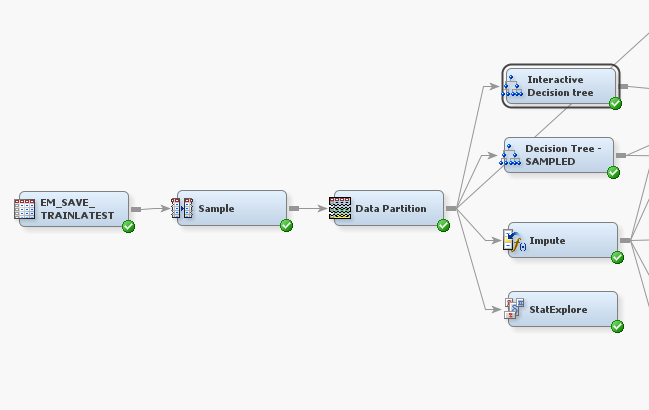 Interactive
Decision tree
Decision Tree -
SAMPLED
EM_SAVE_
TRAINLATEST
Sample
Data Partition
Impute
StatExplore